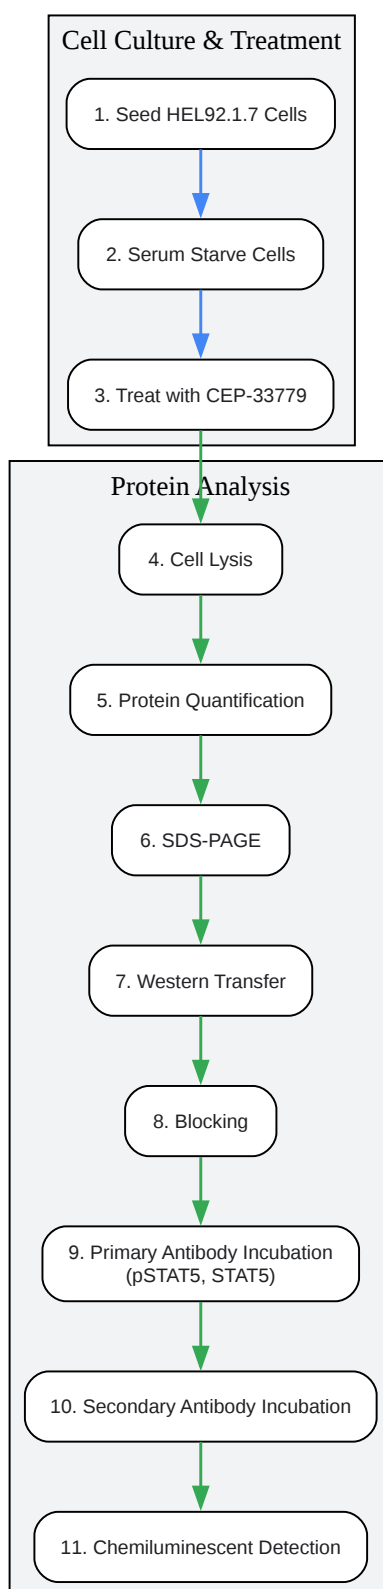 Cell Culture & Treatment
1. Seed HEL92.1.7 Cells
2. Serum Starve Cells
3. Treat with CEP-33779
Protein Analysis
4. Cell Lysis
5. Protein Quantification
6. SDS-PAGE
7. Western Transfer
8. Blocking
9. Primary Antibody Incubation
(pSTAT5, STAT5)
10. Secondary Antibody Incubation
11. Chemiluminescent Detection